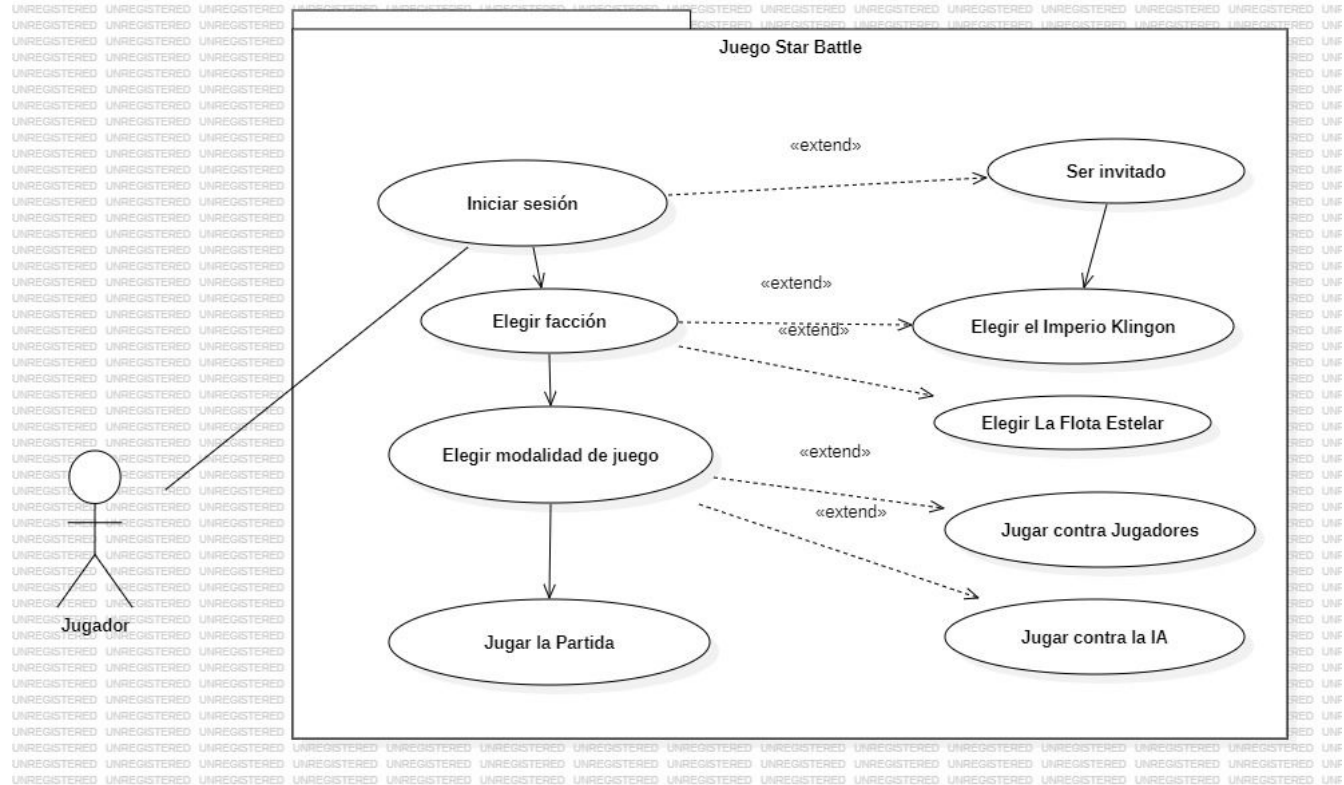 Juego Star Battle
«extend»
Ser invitado
Iniciar sesión
«extend»
Elegir facción
«extend»
Elegir el Imperio Klingon
Elegir La Flota Estelar
«extend»
Elegir modalidad de juego
«extend»
Jugar contra Jugadores
Jugador
Jugar la Partida
Jugar contra la IA
UNREGISTERED